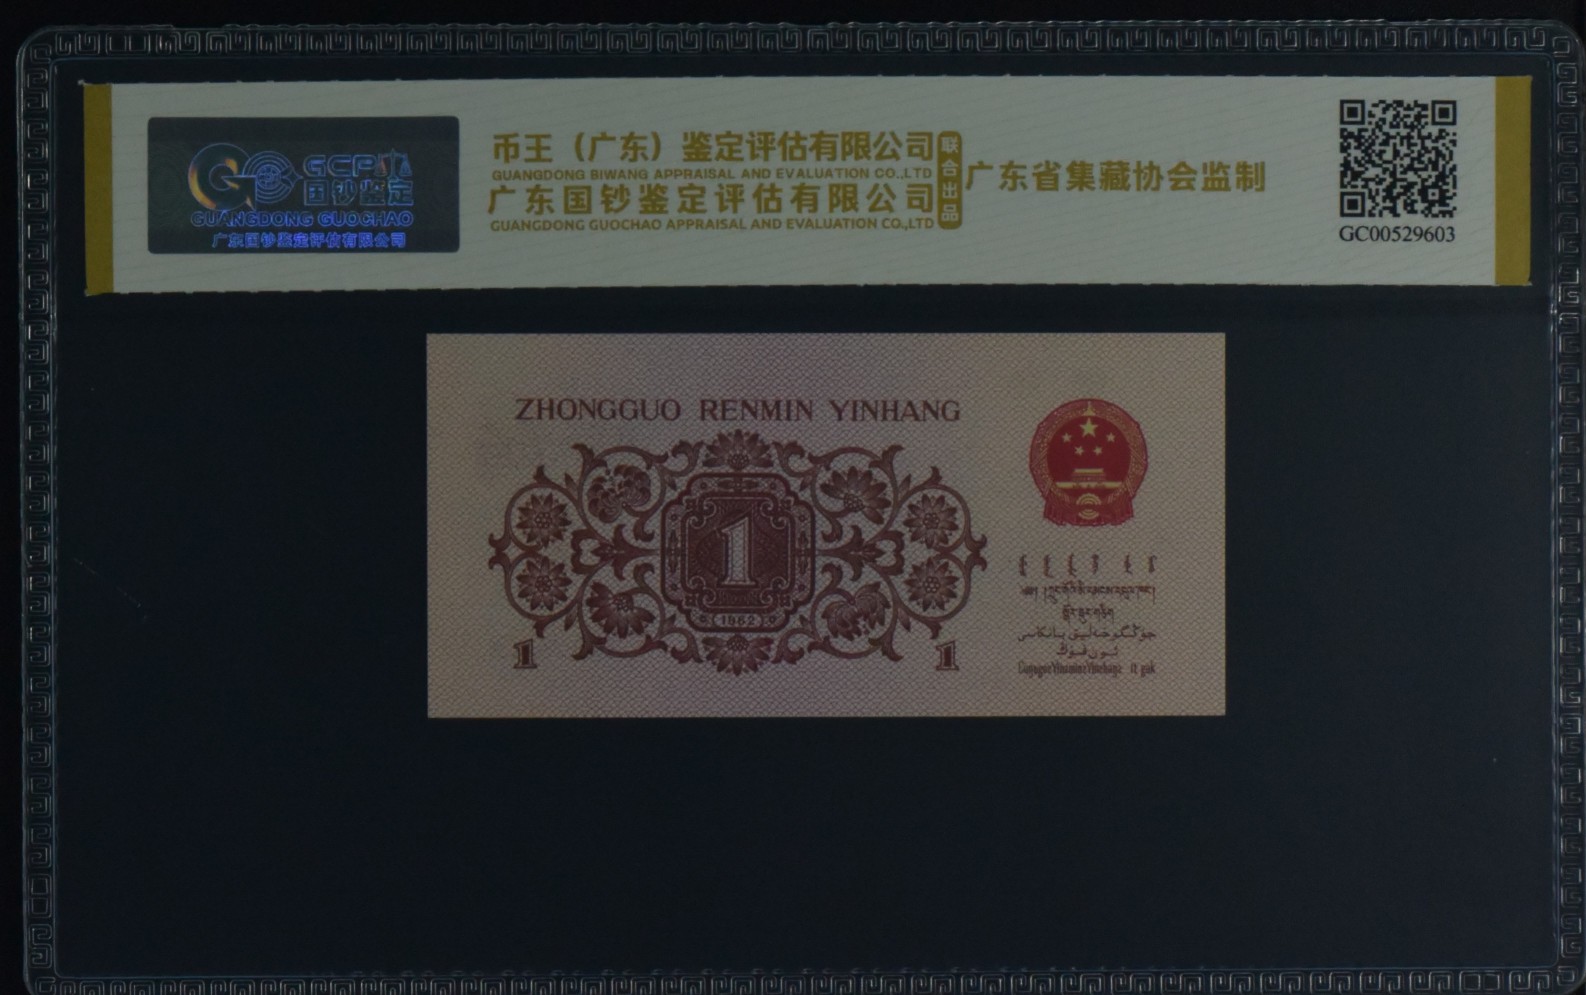 GCP
国钞鉴定
GUANGDONG GUOCHAO
广东国钞鉴定评估有限公司
币王（广东）鉴定评估有限公司
GUANGDONG BIWANG APPRAISAL AND EVALUATION CO.,LTD
广东国钞鉴定评估有限公司
GUANGDONG GUOCHAO APPRAISAL AND EVALUATION CO.,LTD
联合出品
广东省集藏协会监制
GC00529603
ZHONGGUO RENMIN YINHANG
1
1962
1
1